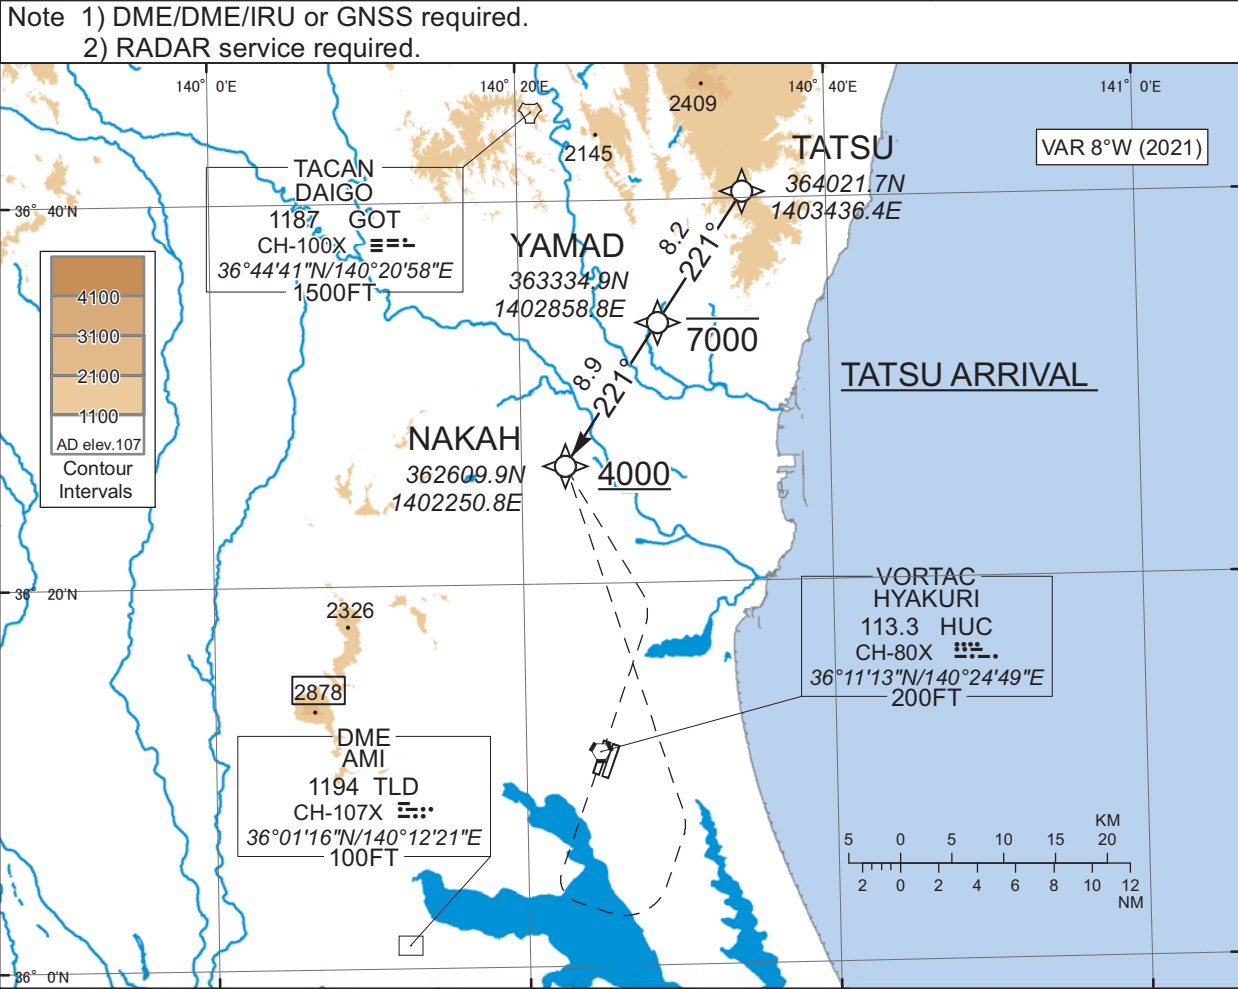 Note 1) DME/DME/IRU or GNSS required.
2) RADAR service required.
140° 0'E
140° 20'E
140° 40'E
141° 0'E
2409
2145
TATSU
364021.7N
1403436.4E
VAR 8°W (2021)
TACAN
DAIGO
1187 GOT
CH-100X
36°44'41"N/140°20'58"E
1500FT
36° 40'N
8.2
221°
YAMAD
363334.9N
1402858.8E
7000
4100
3100
2100
1100
AD elev.107
Contour
Intervals
TATSU ARRIVAL
8.9
221°
NAKAH
362609.9N
1402250.8E
4000
36° 20'N
2326
2878
VORTAC
HYAKURI
113.3 HUC
CH-80X
36°11'13"N/140°24'49"E
200FT
DME
AMI
1194 TLD
CH-107X
36°01'16"N/140°12'21"E
100FT
KM
5 0 5 10 15 20
2 0 2 4 6 8 10 12
NM
36° 0'N